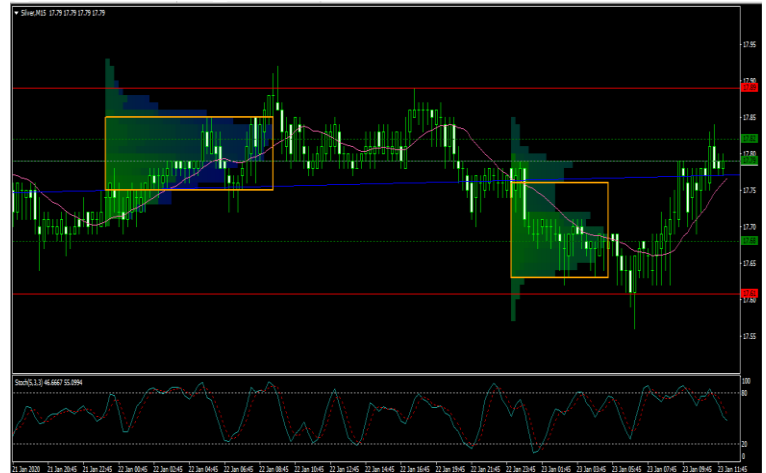 Silver,M15 17.79 17.79 17.79 17.79
17.95
17.90
17.85
17.80
17.75
17.70
17.65
17.60
17.55
Stoch(5,3,3) 46.6667 55.0994
100
80
20
0
21 Jan 2020
21 Jan 20:45
21 Jan 22:45
22 Jan 00:45
22 Jan 02:45
22 Jan 04:45
22 Jan 06:45
22 Jan 08:45
22 Jan 10:45
22 Jan 12:45
22 Jan 14:45
22 Jan 16:45
22 Jan 19:45
22 Jan 21:45
22 Jan 23:45
23 Jan 01:45
23 Jan 03:45
23 Jan 05:45
23 Jan 07:45
23 Jan 09:45
23 Jan 11:45